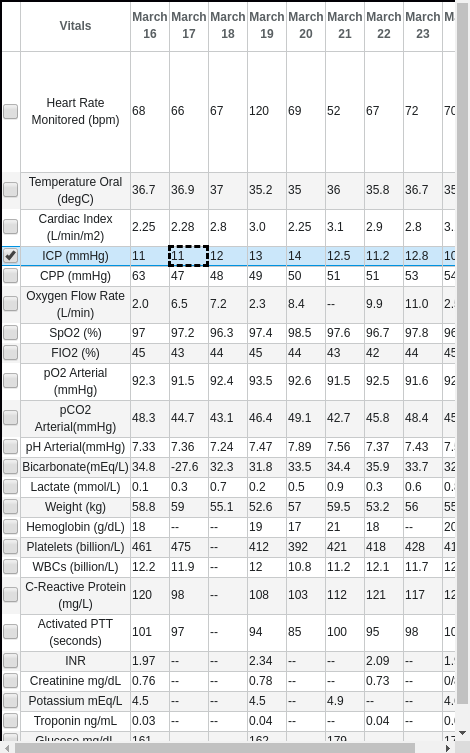 Vitals March 16 March 17 March 18 March 19 March 20 March 21 March 22 March 23
Heart Rate Monitored (bpm) 68 66 67 120 69 52 67 72 70
Temperature Oral (degC) 36.7 36.9 37 35.2 35 36 35.8 36.7 35
Cardiac Index (L/min/m2) 2.25 2.28 2.8 3.0 2.25 3.1 2.9 2.8 3.
ICP (mmHg) 11 11 12 13 14 12.5 11.2 12.8 10
CPP (mmHg) 63 47 48 49 50 51 51 53 54
Oxygen Flow Rate (L/min) 2.0 6.5 7.2 2.3 8.4 -- 9.9 11.0 2.
SpO2 (%) 97 97.2 96.3 97.4 98.5 97.6 96.7 97.8 96
FIO2 (%) 45 43 44 45 44 43 42 44 45
pO2 Arterial (mmHg) 92.3 91.5 92.4 93.5 92.6 91.5 92.5 91.6 92
pCO2 Arterial(mmHg) 48.3 44.7 43.1 46.4 49.1 42.7 45.8 48.4 45
pH Arterial(mmHg) 7.33 7.36 7.24 7.47 7.89 7.56 7.37 7.43 7.
Bicarbonate(mEq/L) 34.8 -27.6 32.3 31.8 33.5 34.4 35.9 33.7 32
Lactate (mmol/L) 0.1 0.3 0.7 0.2 0.5 0.9 0.3 0.6 0.
Weight (kg) 58.8 59 55.1 52.6 57 59.5 53.2 56 55
Hemoglobin (g/dL) 18 -- -- 19 17 21 18 -- 20
Platelets (billion/L) 461 475 -- 412 392 421 418 428 41
WBCs (billion/L) 12.2 11.9 -- 12 10.8 11.2 12.1 11.7 12
C-Reactive Protein (mg/L) 120 98 -- 108 103 112 121 117 12
Activated PTT (seconds) 101 97 -- 94 85 100 95 98 10
INR 1.97 -- -- 2.34 -- -- 2.09 -- 1.
Creatinine mg/dL 0.76 -- -- 0.78 -- -- 0.73 -- 0/
Potassium mEq/L 4.5 -- -- 4.5 -- 4.9 -- -- 4.
Troponin ng/mL 0.03 -- -- 0.04 -- -- 0.04 -- 0.
Glucose mg/dL 161 -- -- 162 -- 179 -- -- 17